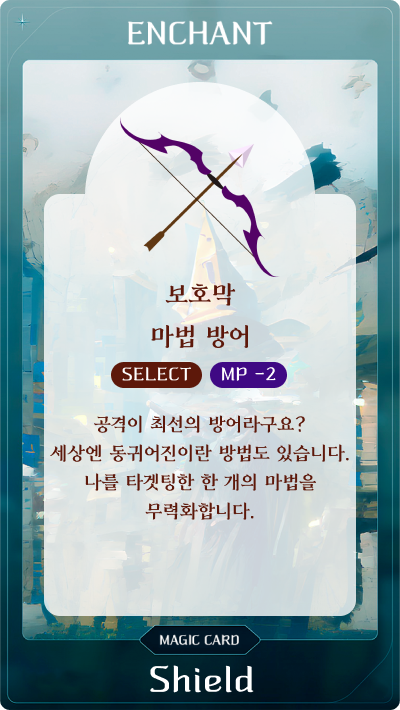 ENCHANT
보호막
마법 방어
SELECT MP -2
공격이 최선의 방어라구요?
세상엔 동귀어진이란 방법도 있습니다.
나를 타겟팅한 한 개의 마법을
무력화합니다.
MAGIC CARD
Shield